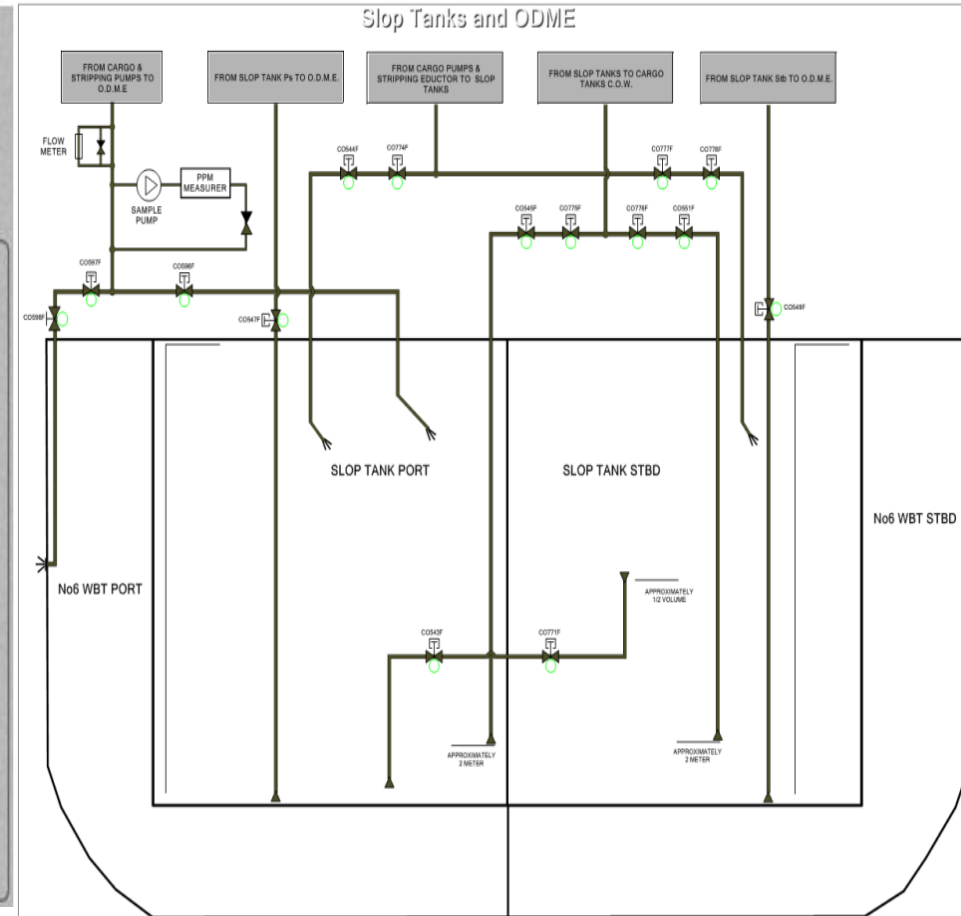 Slop Tanks and ODME
FROM CARGO &
STRIPPING PUMPS TO
O.D.M.E
FROM SLOP TANK Ps TO O.D.M.E.
FROM CARGO PUMPS &
STRIPPING EDUCTOR TO SLOP
TANKS
FROM SLOP TANKS TO CARGO
TANKS C.O.W.
FROM SLOP TANK Stb TO O.D.M.E.
FLOW
METER
SAMPLE
PUMP
PPM
MEASURER
CO544F
CO774F
CO777F
CO778F
CO545F
CO775F
CO776F
CO551F
CO597F
CO596F
CO598F
CO547F
CO549F
SLOP TANK PORT
SLOP TANK STBD
No6 WBT STBD
No6 WBT PORT
APPROXIMATELY
1/2 VOLUME
CO543F
CO771F
APPROXIMATELY
2 METER
APPROXIMATELY
2 METER